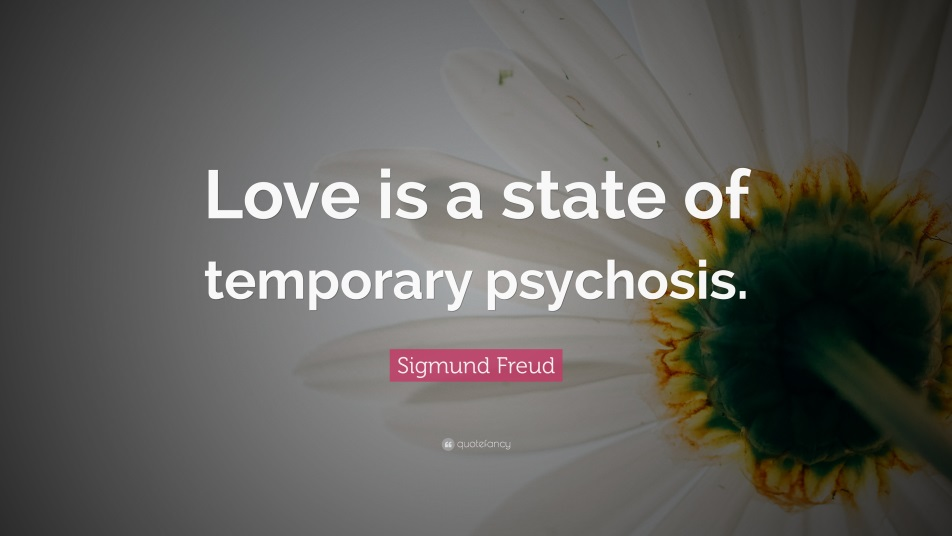 Love is a state of
temporary psychosis.
Sigmund Freud
quotefancy